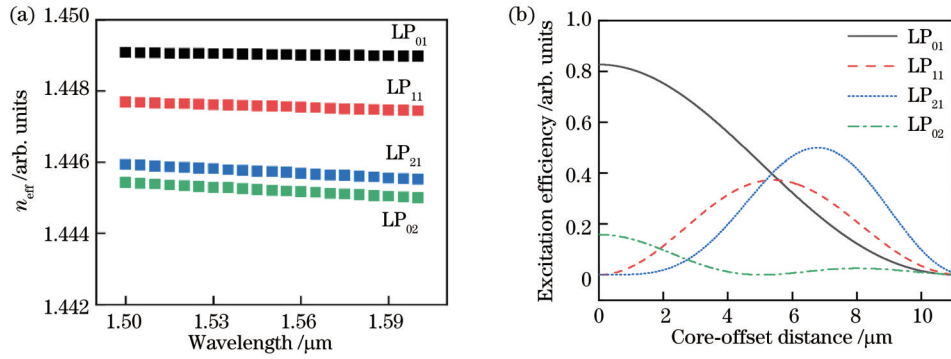 (a)
1.450
1.448
1.446
1.444
1.442
n_eff /arb. units
LP01
LP11
LP21
LP02
1.50
1.53
1.56
1.59
Wavelength /μm
(b)
1.0
0.8
0.6
0.4
0.2
0
Excitation efficiency /arb. units
LP01
LP11
LP21
LP02
0
2
4
6
8
10
Core-offset distance /μm